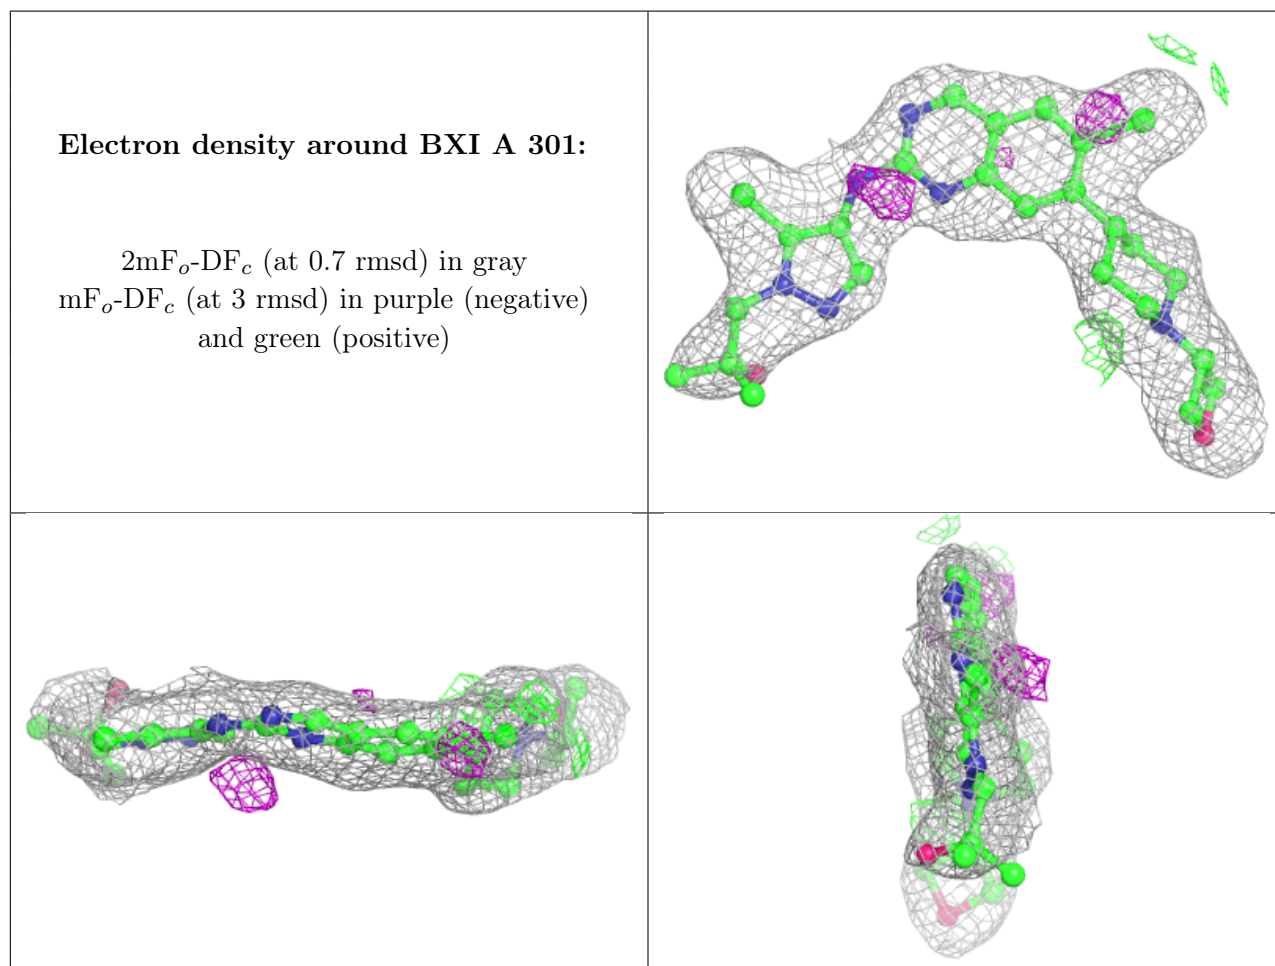 Electron density around BXI A 301:
2mFo-DFc (at 0.7 rmsd) in gray
mFo-DFc (at 3 rmsd) in purple (negative)
and green (positive)